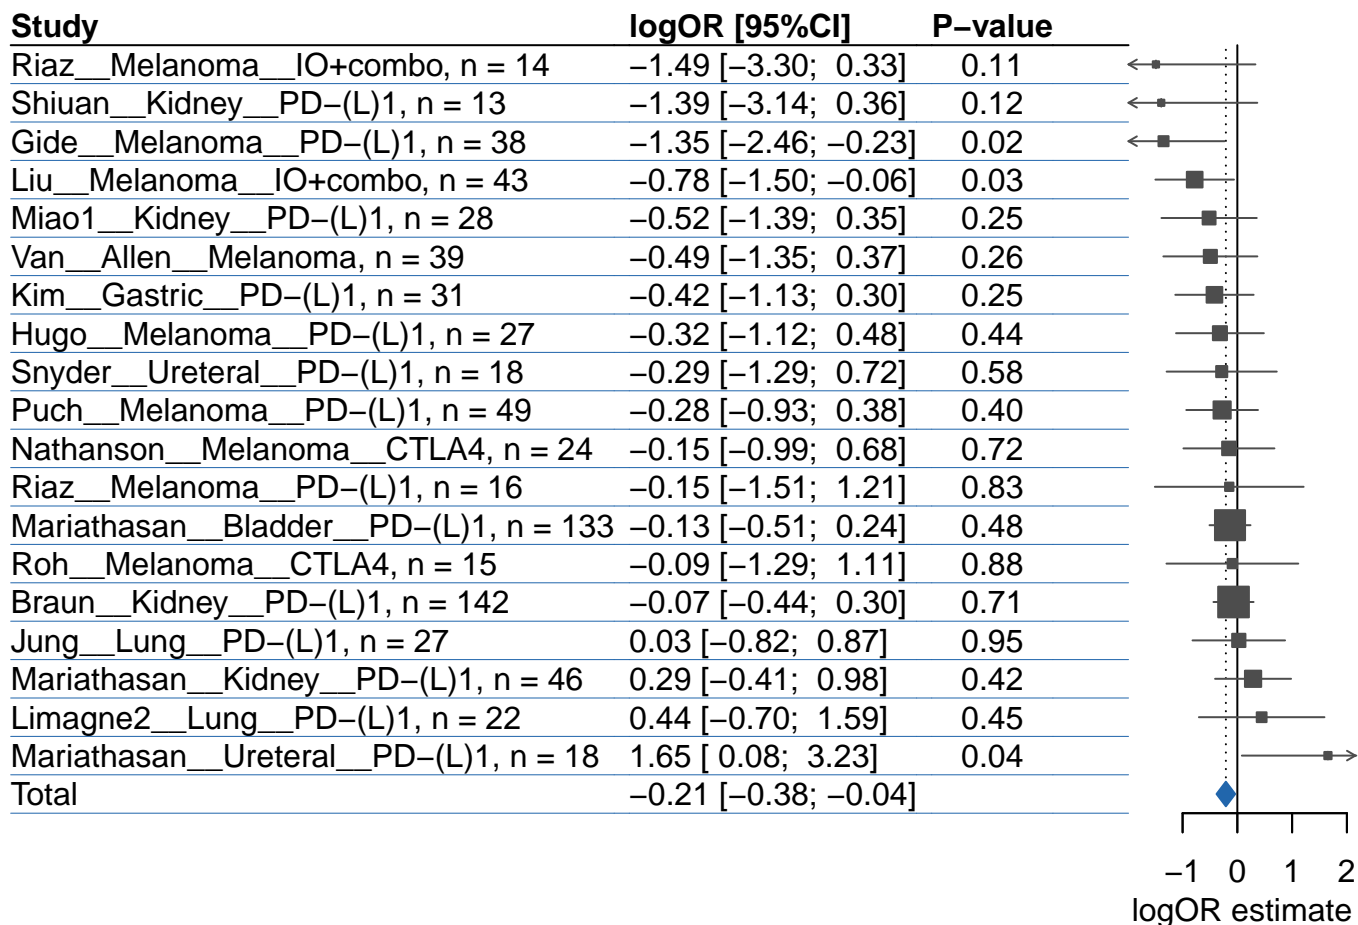 Study logOR [95%CI] P−value
Riaz__Melanoma__IO+combo, n = 14 −1.49 [−3.30; 0.33] 0.11
Shiuan__Kidney__PD−(L)1, n = 13 −1.39 [−3.14; 0.36] 0.12
Gide__Melanoma__PD−(L)1, n = 38 −1.35 [−2.46; −0.23] 0.02
Liu__Melanoma__IO+combo, n = 43 −0.78 [−1.50; −0.06] 0.03
Miao1__Kidney__PD−(L)1, n = 28 −0.52 [−1.39; 0.35] 0.25
Van__Allen__Melanoma, n = 39 −0.49 [−1.35; 0.37] 0.26
Kim__Gastric__PD−(L)1, n = 31 −0.42 [−1.13; 0.30] 0.25
Hugo__Melanoma__PD−(L)1, n = 27 −0.32 [−1.12; 0.48] 0.44
Snyder__Ureteral__PD−(L)1, n = 18 −0.29 [−1.29; 0.72] 0.58
Puch__Melanoma__PD−(L)1, n = 49 −0.28 [−0.93; 0.38] 0.40
Nathanson__Melanoma__CTLA4, n = 24 −0.15 [−0.99; 0.68] 0.72
Riaz__Melanoma__PD−(L)1, n = 16 −0.15 [−1.51; 1.21] 0.83
Mariathasan__Bladder__PD−(L)1, n = 133 −0.13 [−0.51; 0.24] 0.48
Roh__Melanoma__CTLA4, n = 15 −0.09 [−1.29; 1.11] 0.88
Braun__Kidney__PD−(L)1, n = 142 −0.07 [−0.44; 0.30] 0.71
Jung__Lung__PD−(L)1, n = 27 0.03 [−0.82; 0.87] 0.95
Mariathasan__Kidney__PD−(L)1, n = 46 0.29 [−0.41; 0.98] 0.42
Limagne2__Lung__PD−(L)1, n = 22 0.44 [−0.70; 1.59] 0.45
Mariathasan__Ureteral__PD−(L)1, n = 18 1.65 [ 0.08; 3.23] 0.04
Total −0.21 [−0.38; −0.04]
−1 0 1 2
logOR estimate